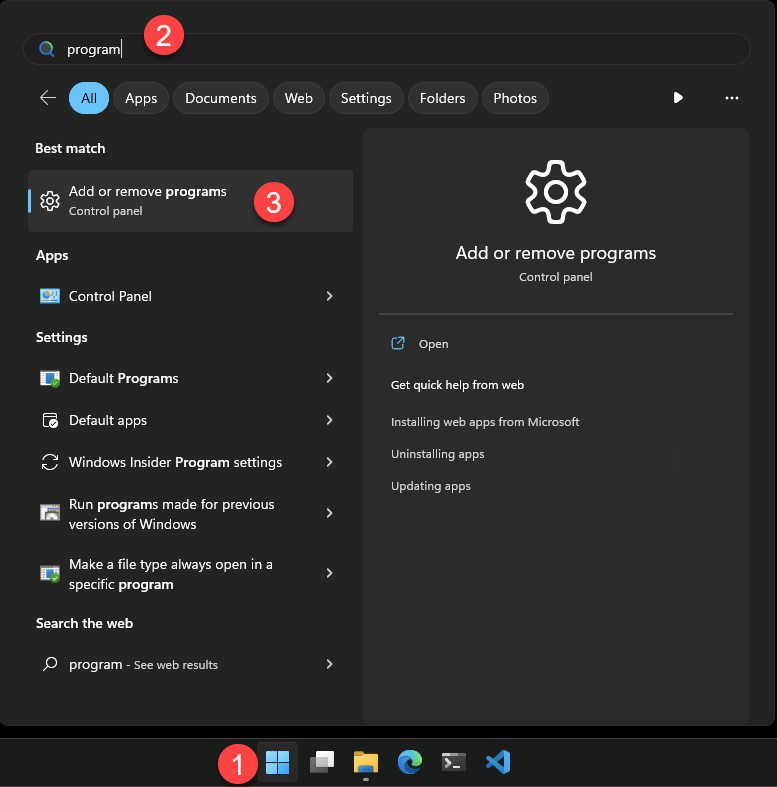 program
2
All
Apps
Documents
Web
Settings
Folders
Photos
Best match
Add or remove programs
Control panel
3
Apps
Control Panel
Settings
Default Programs
Default apps
Windows Insider Program settings
Run programs made for previous
versions of Windows
Make a file type always open in a
specific program
Search the web
program - See web results
Add or remove programs
Control panel
Open
Get quick help from web
Installing web apps from Microsoft
Uninstalling apps
Updating apps
1